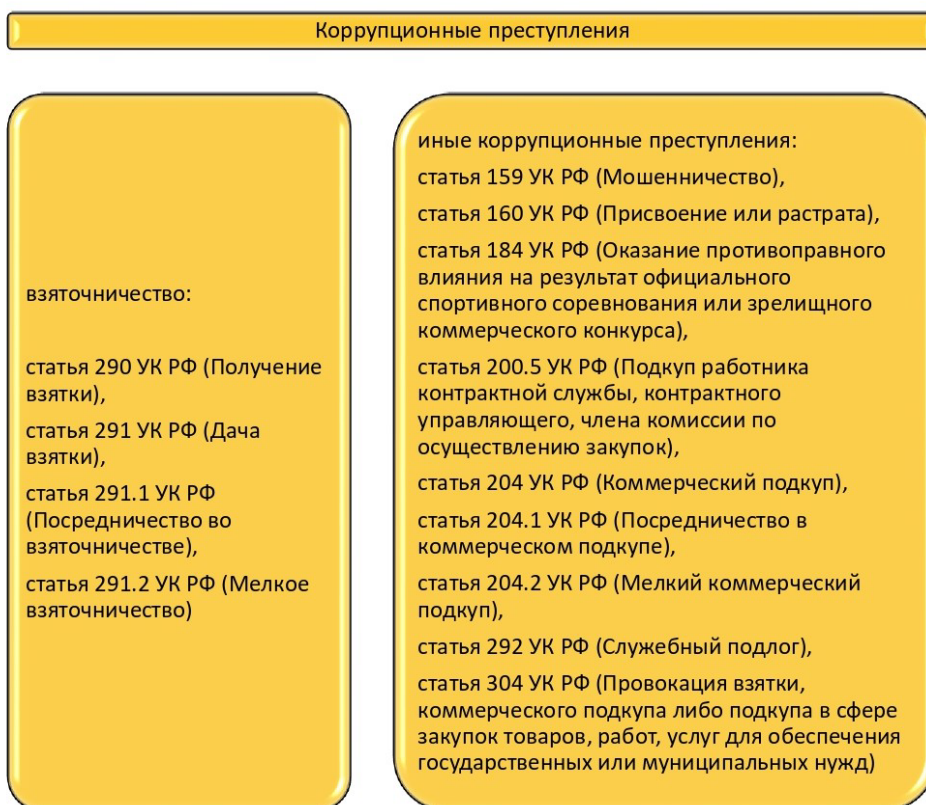 Коррупционные преступления
взяточничество:
статья 290 УК РФ (Получение
взятки),
статья 291 УК РФ (Дача
взятки),
статья 291.1 УК РФ
(Посредничество во
взяточничестве),
статья 291.2 УК РФ (Мелкое
взяточничество)
иные коррупционные преступления:
статья 159 УК РФ (Мошенничество),
статья 160 УК РФ (Присвоение или растрата),
статья 184 УК РФ (Оказание противоправного
влияния на результат официального
спортивного соревнования или зрелищного
коммерческого конкурса),
статья 200.5 УК РФ (Подкуп работника
контрактной службы, контрактного
управляющего, члена комиссии по
осуществлению закупок),
статья 204 УК РФ (Коммерческий подкуп),
статья 204.1 УК РФ (Посредничество в
коммерческом подкупе),
статья 204.2 УК РФ (Мелкий коммерческий
подкуп),
статья 292 УК РФ (Служебный подлог),
статья 304 УК РФ (Провокация взятки,
коммерческого подкупа либо подкупа в сфере
закупок товаров, работ, услуг для обеспечения
государственных или муниципальных нужд)